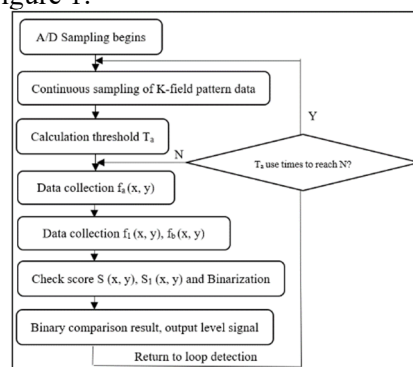 Figure 1.
A/D Sampling begins
Continuous sampling of K-field pattern data
Y
Calculation threshold Tₐ
N
Tₐ use times to reach N?
Data collection fₐ (x, y)
Data collection f₁ (x, y), fᵦ (x, y)
Check score S (x, y), S₁ (x, y) and Binarization
Binary comparison result, output level signal
Return to loop detection